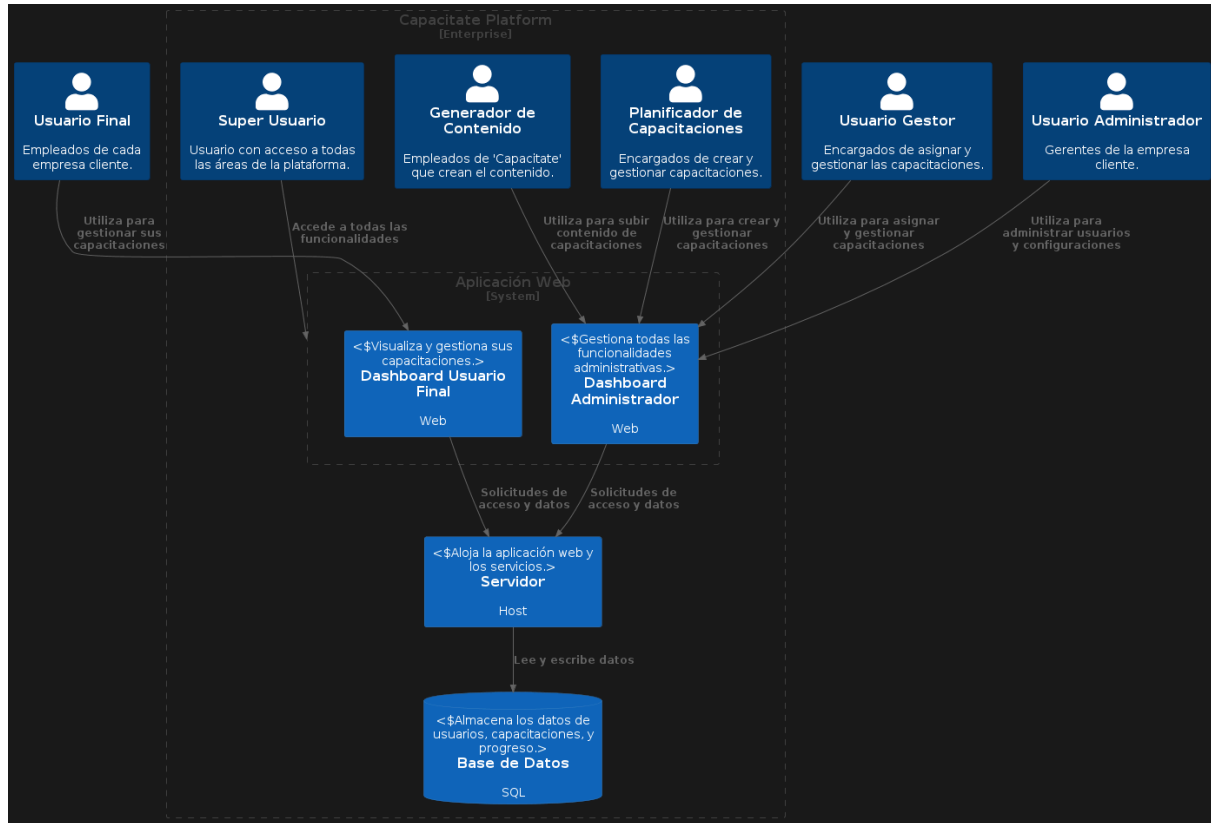 Capacitate Platform
[Enterprise]
Usuario Final
Empleados de cada
empresa cliente.
Super Usuario
Usuario con acceso a todas
las áreas de la plataforma.
Generador de
Contenido
Empleados de 'Capacitate'
que crean el contenido.
Planificador de
Capacitaciones
Encargados de crear y
gestionar capacitaciones.
Usuario Gestor
Encargados de asignar y
gestionar las capacitaciones.
Usuario Administrador
Gerentes de la empresa
cliente.
Utiliza para
gestionar sus
capacitaciones
Accede a todas las
funcionalidades
Utiliza para subir
contenido de
capacitaciones
Utiliza para crear y
gestionar
capacitaciones
Utiliza para asignar
y gestionar
capacitaciones
Utiliza para
administrar usuarios
y configuraciones
Aplicación Web
[System]
<$Visualiza y gestiona sus
capacitaciones.>
Dashboard Usuario
Final
Web
<$Gestiona todas las
funcionalidades
administrativas.>
Dashboard
Administrador
Web
Solicitudes de
acceso y datos
Solicitudes de
acceso y datos
<$Aloja la aplicación web y
los servicios.>
Servidor
Host
Lee y escribe datos
<$Almacena los datos de
usuarios, capacitaciones, y
progreso.>
Base de Datos
SQL